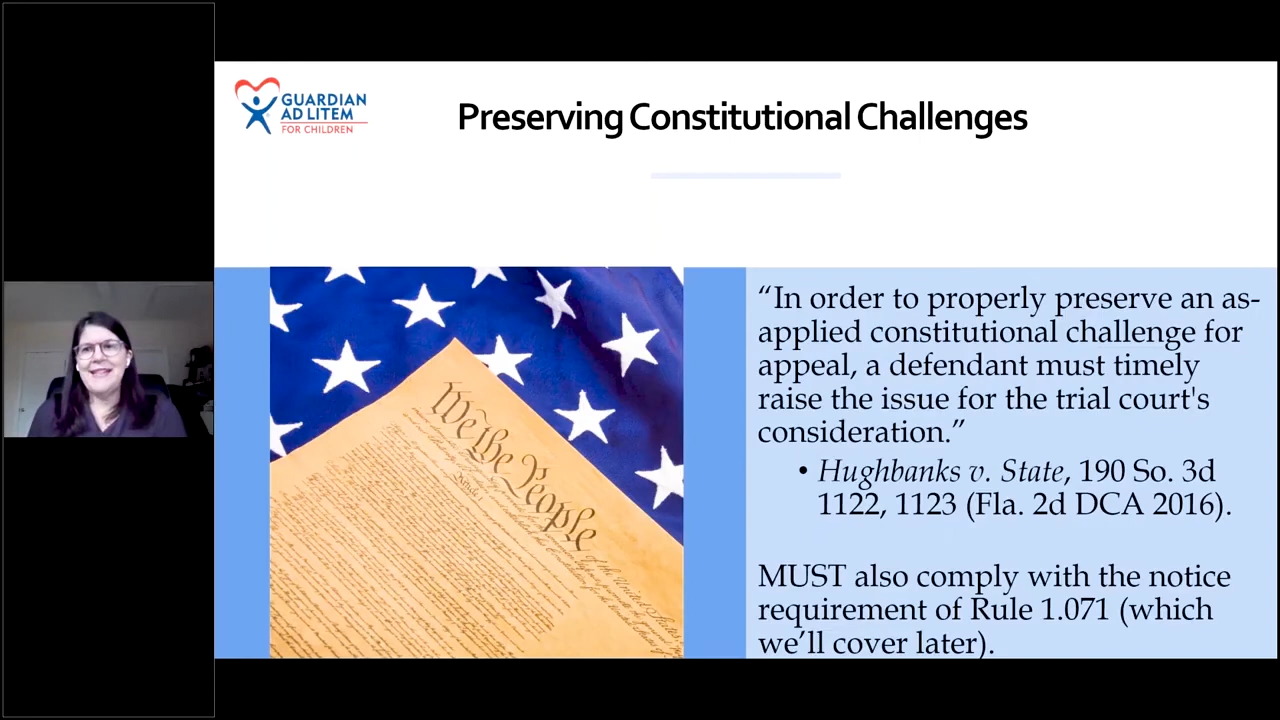 GUARDIAN
AD LITEM
FOR CHILDREN
Preserving Constitutional Challenges
We the People
Article I
“In order to properly preserve an as-
applied constitutional challenge for
appeal, a defendant must timely
raise the issue for the trial court's
consideration.”
• Hughbanks v. State, 190 So. 3d
1122, 1123 (Fla. 2d DCA 2016).
MUST also comply with the notice
requirement of Rule 1.071 (which
we’ll cover later).